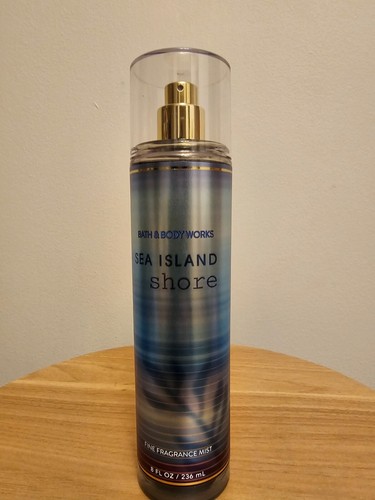 BATH & BODY WORKS
SEA ISLAND
shore
FINE FRAGRANCE MIST
8 FL OZ / 236 mL